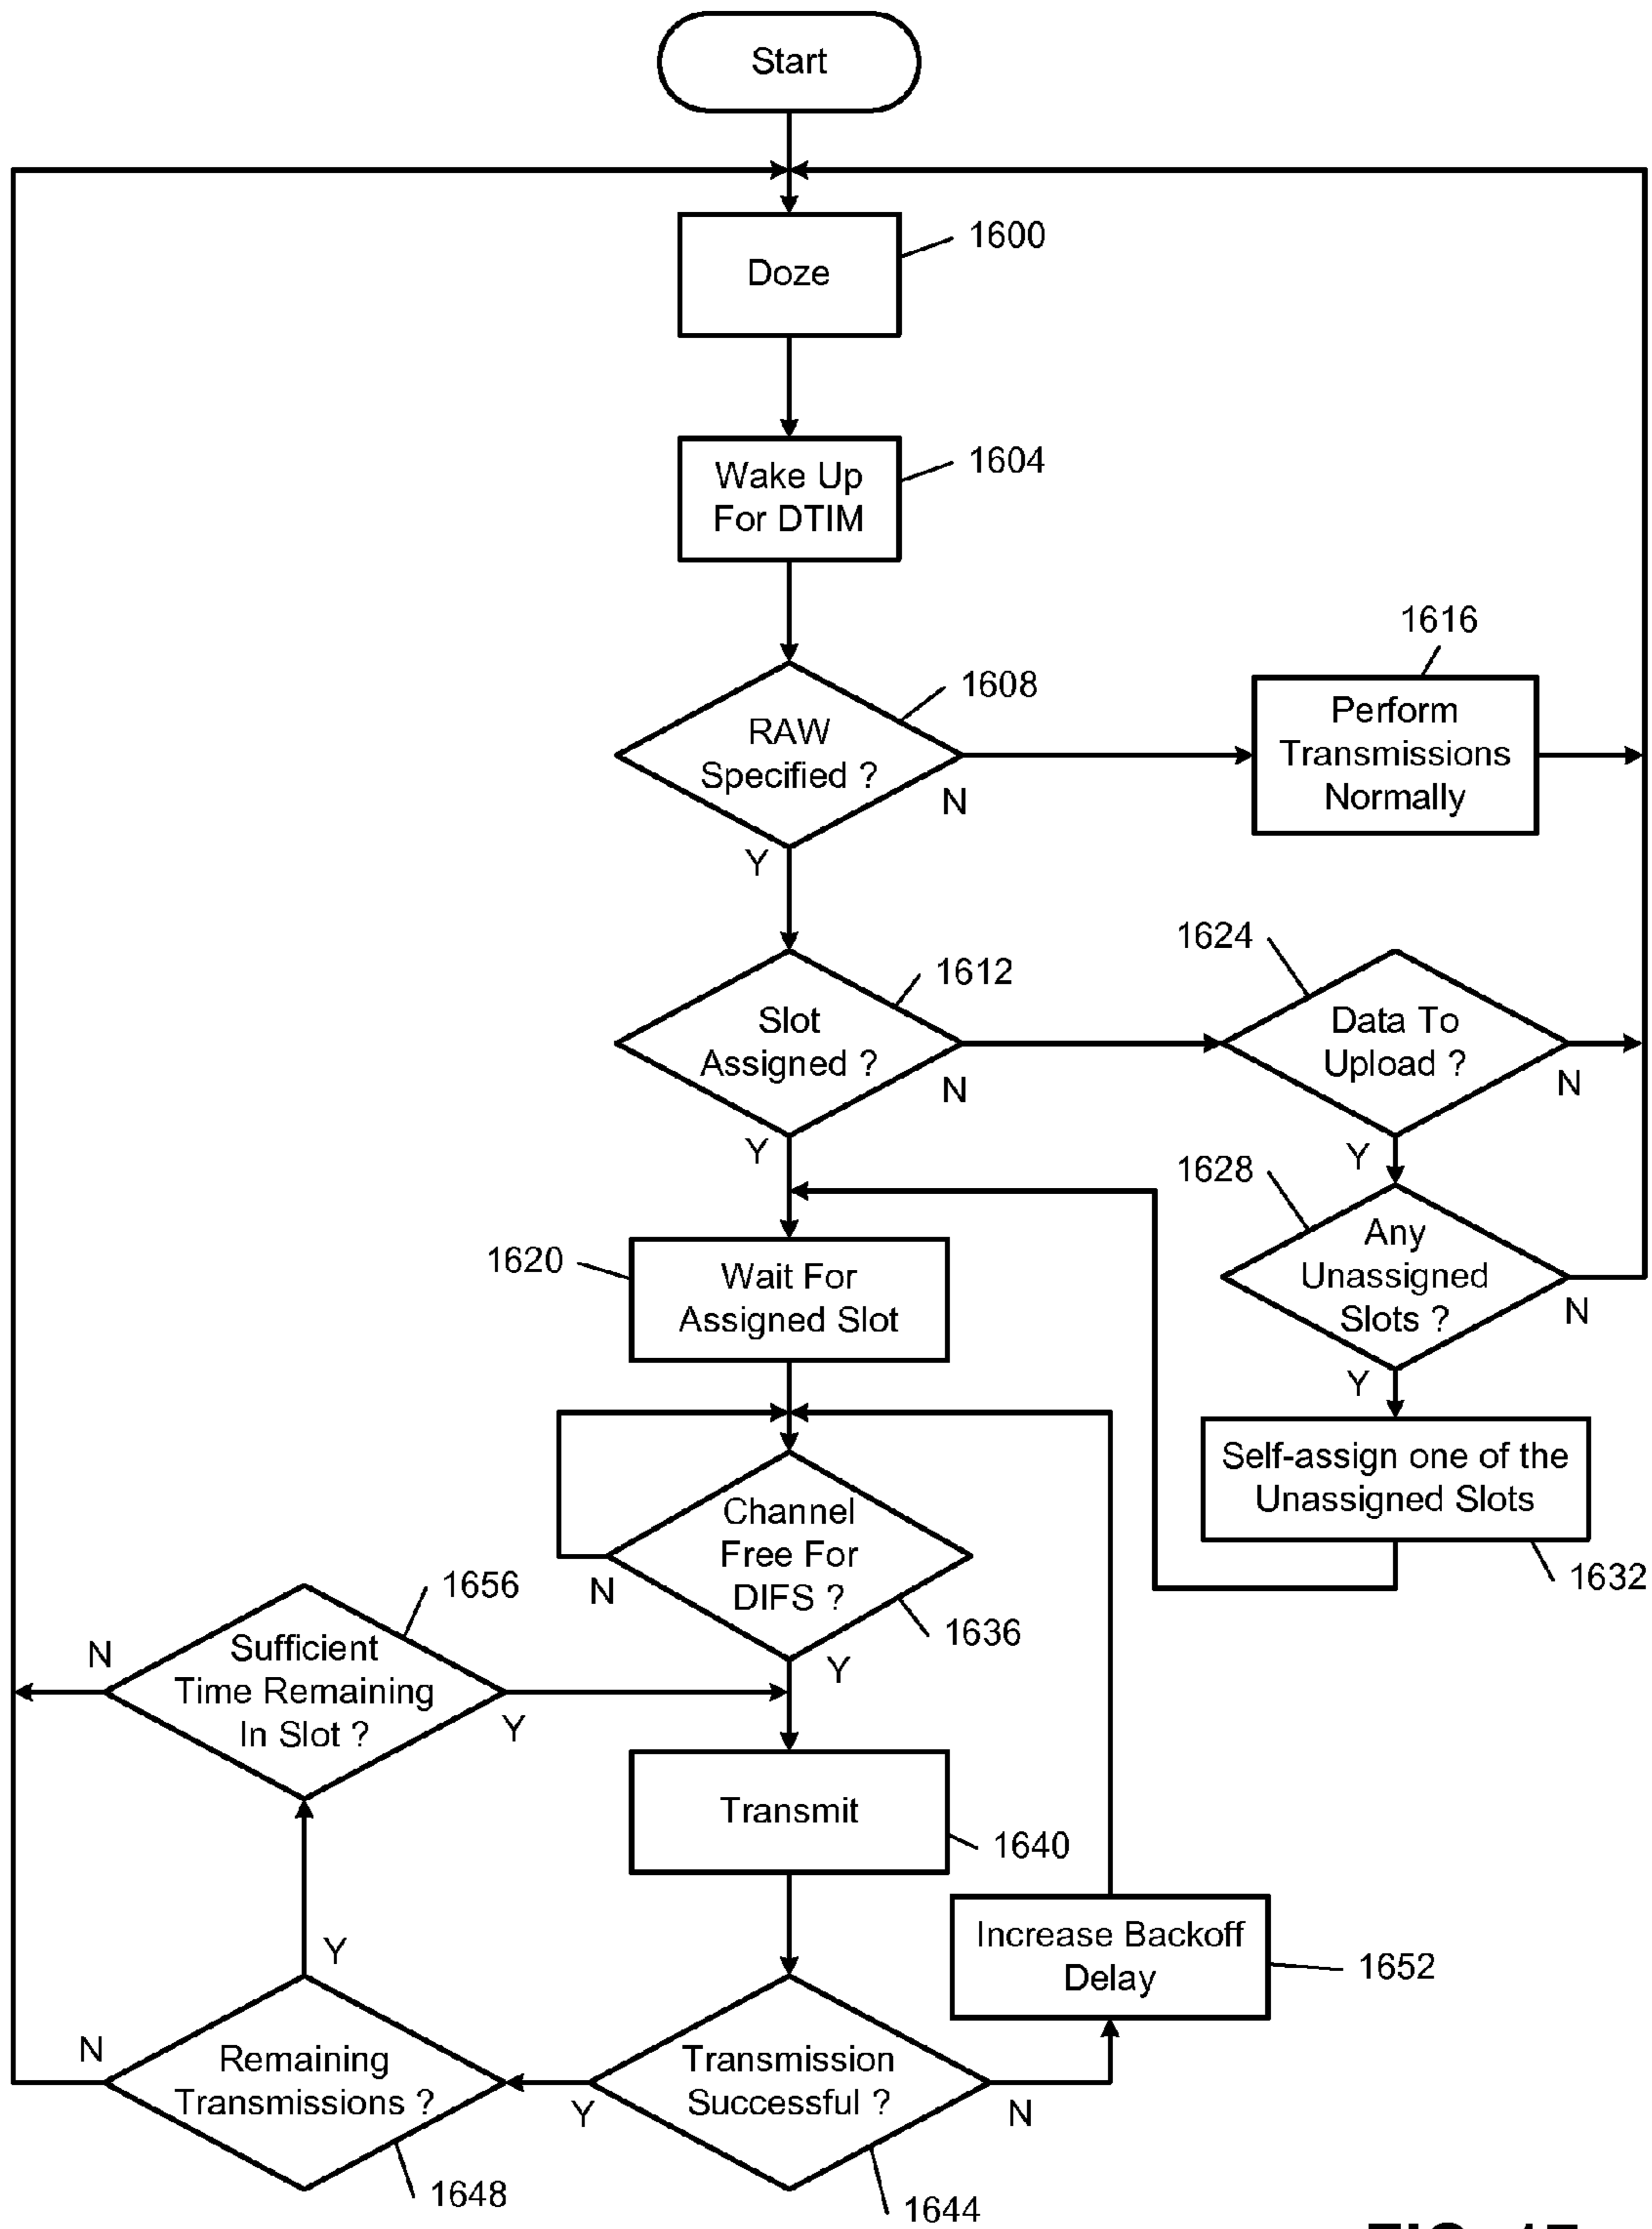 Start
Doze
1600
Wake Up
For DTIM
1604
RAW
Specified ?
1608
N
Y
1616
Perform
Transmissions
Normally
Slot
Assigned ?
1612
N
Y
1624
Data To
Upload ?
N
Y
1628
Any
Unassigned
Slots ?
N
Y
1620
Wait For
Assigned Slot
Self-assign one of the
Unassigned Slots
1632
Channel
Free For
DIFS ?
N
1636
Y
1656
Sufficient
Time Remaining
In Slot ?
N
Y
Transmit
1640
Increase Backoff
Delay
1652
Y
Remaining
Transmissions ?
N
1648
Transmission
Successful ?
Y
N
1644